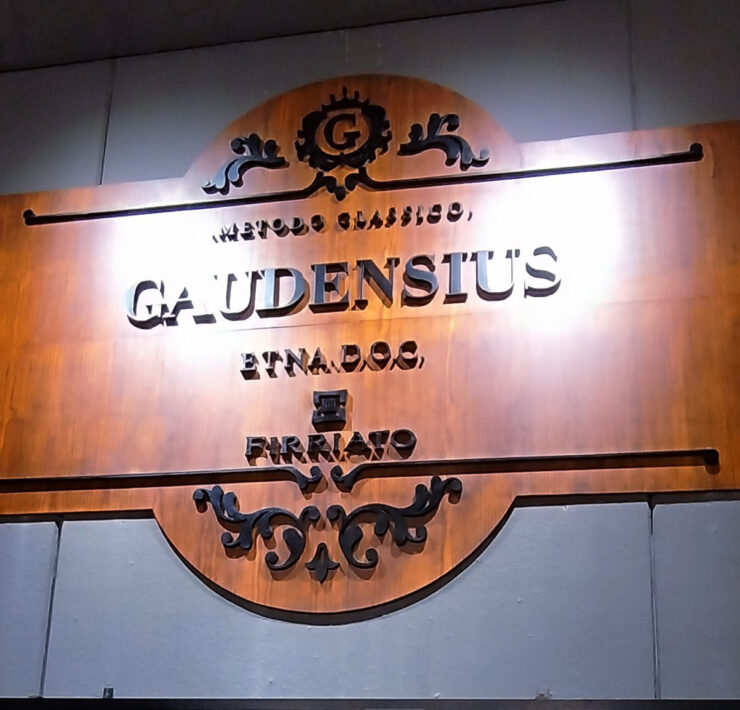 G
METODO CLASSICO
GAUDENSIUS
ETNA D.O.C.
FIRRIATO